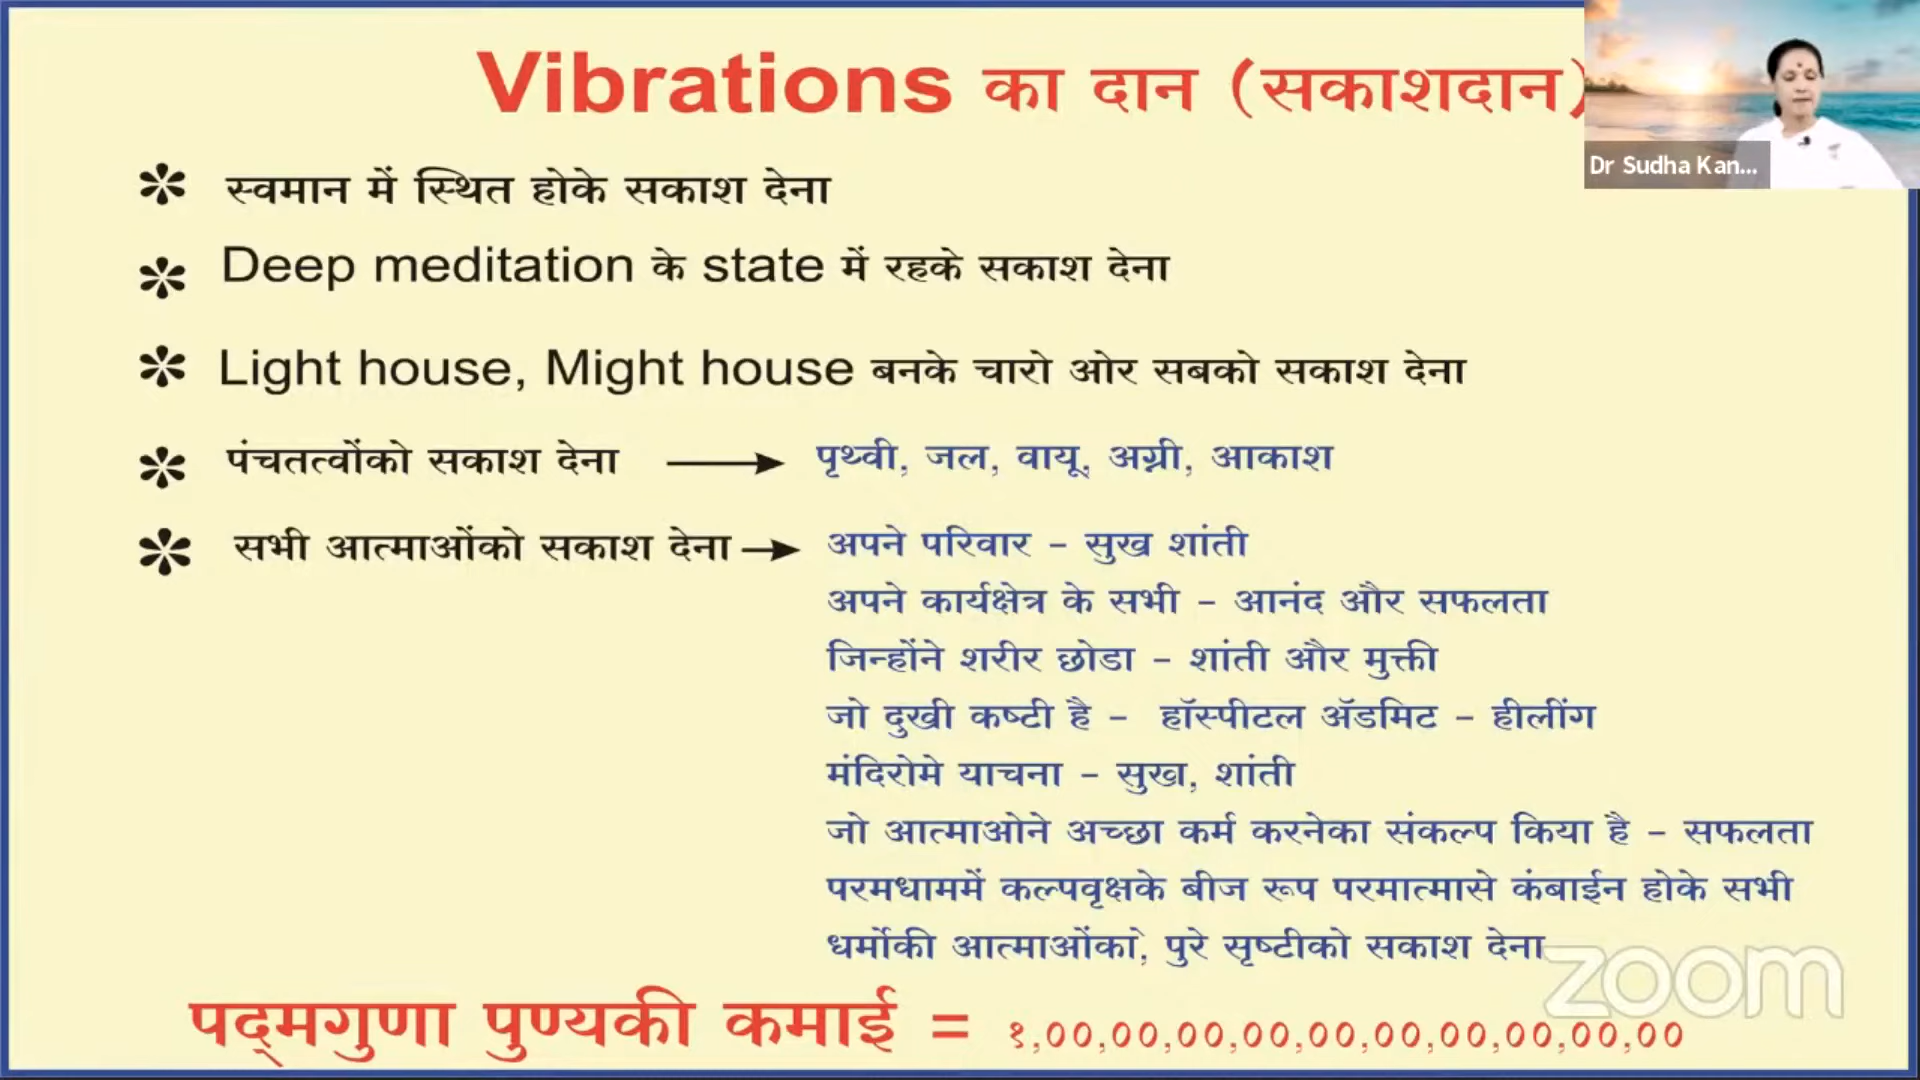 Vibrations का दान (सकाशदान)
Dr Sudha Kan...
* स्वमान में स्थित होके सकाश देना
* Deep meditation के state में रहके सकाश देना
* Light house, Might house बनके चारो ओर सबको सकाश देना
* पंचतत्वोंको सकाश देना → पृथ्वी, जल, वायू, अग्नी, आकाश
* सभी आत्माओंको सकाश देना → अपने परिवार - सुख शांती
अपने कार्यक्षेत्र के सभी - आनंद और सफलता
जिन्होंने शरीर छोडा - शांती और मुक्ती
जो दुखी कष्टी है - हॉस्पीटल ॲडमिट - हीलींग
मंदिरोमे याचना - सुख, शांती
जो आत्माओने अच्छा कर्म करनेका संकल्प किया है - सफलता
परमधाममें कल्पवृक्षके बीज रूप परमात्मासे कंबाईन होके सभी
धर्मोकी आत्माओंको, पुरे सृष्टीको सकाश देना
zoom
पद्मगुणा पुण्यकी कमाई = १,००,००,००,००,००,००,००,००,००,००